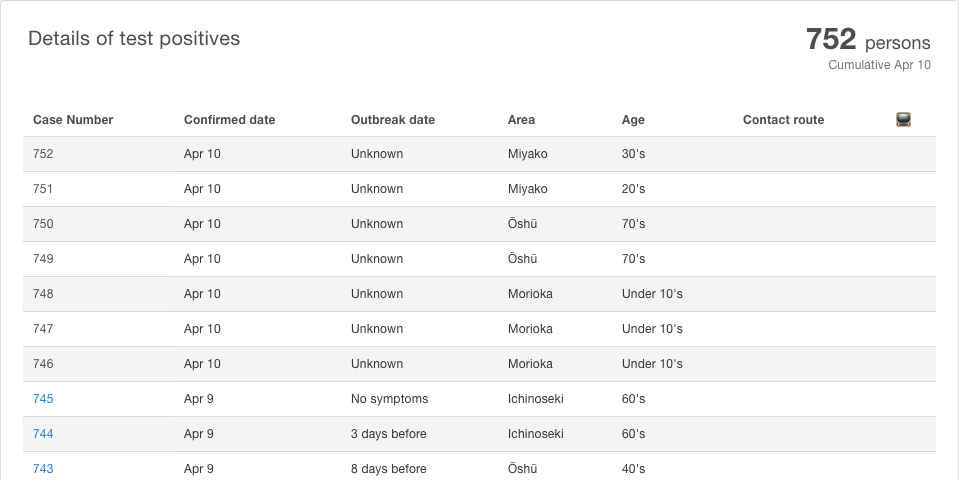 Details of test positives
752 persons
Cumulative Apr 10
Case Number Confirmed date Outbreak date Area Age Contact route
752 Apr 10 Unknown Miyako 30's
751 Apr 10 Unknown Miyako 20's
750 Apr 10 Unknown Ōshū 70's
749 Apr 10 Unknown Ōshū 70's
748 Apr 10 Unknown Morioka Under 10's
747 Apr 10 Unknown Morioka Under 10's
746 Apr 10 Unknown Morioka Under 10's
745 Apr 9 No symptoms Ichinoseki 60's
744 Apr 9 3 days before Ichinoseki 60's
743 Apr 9 8 days before Ōshū 40's